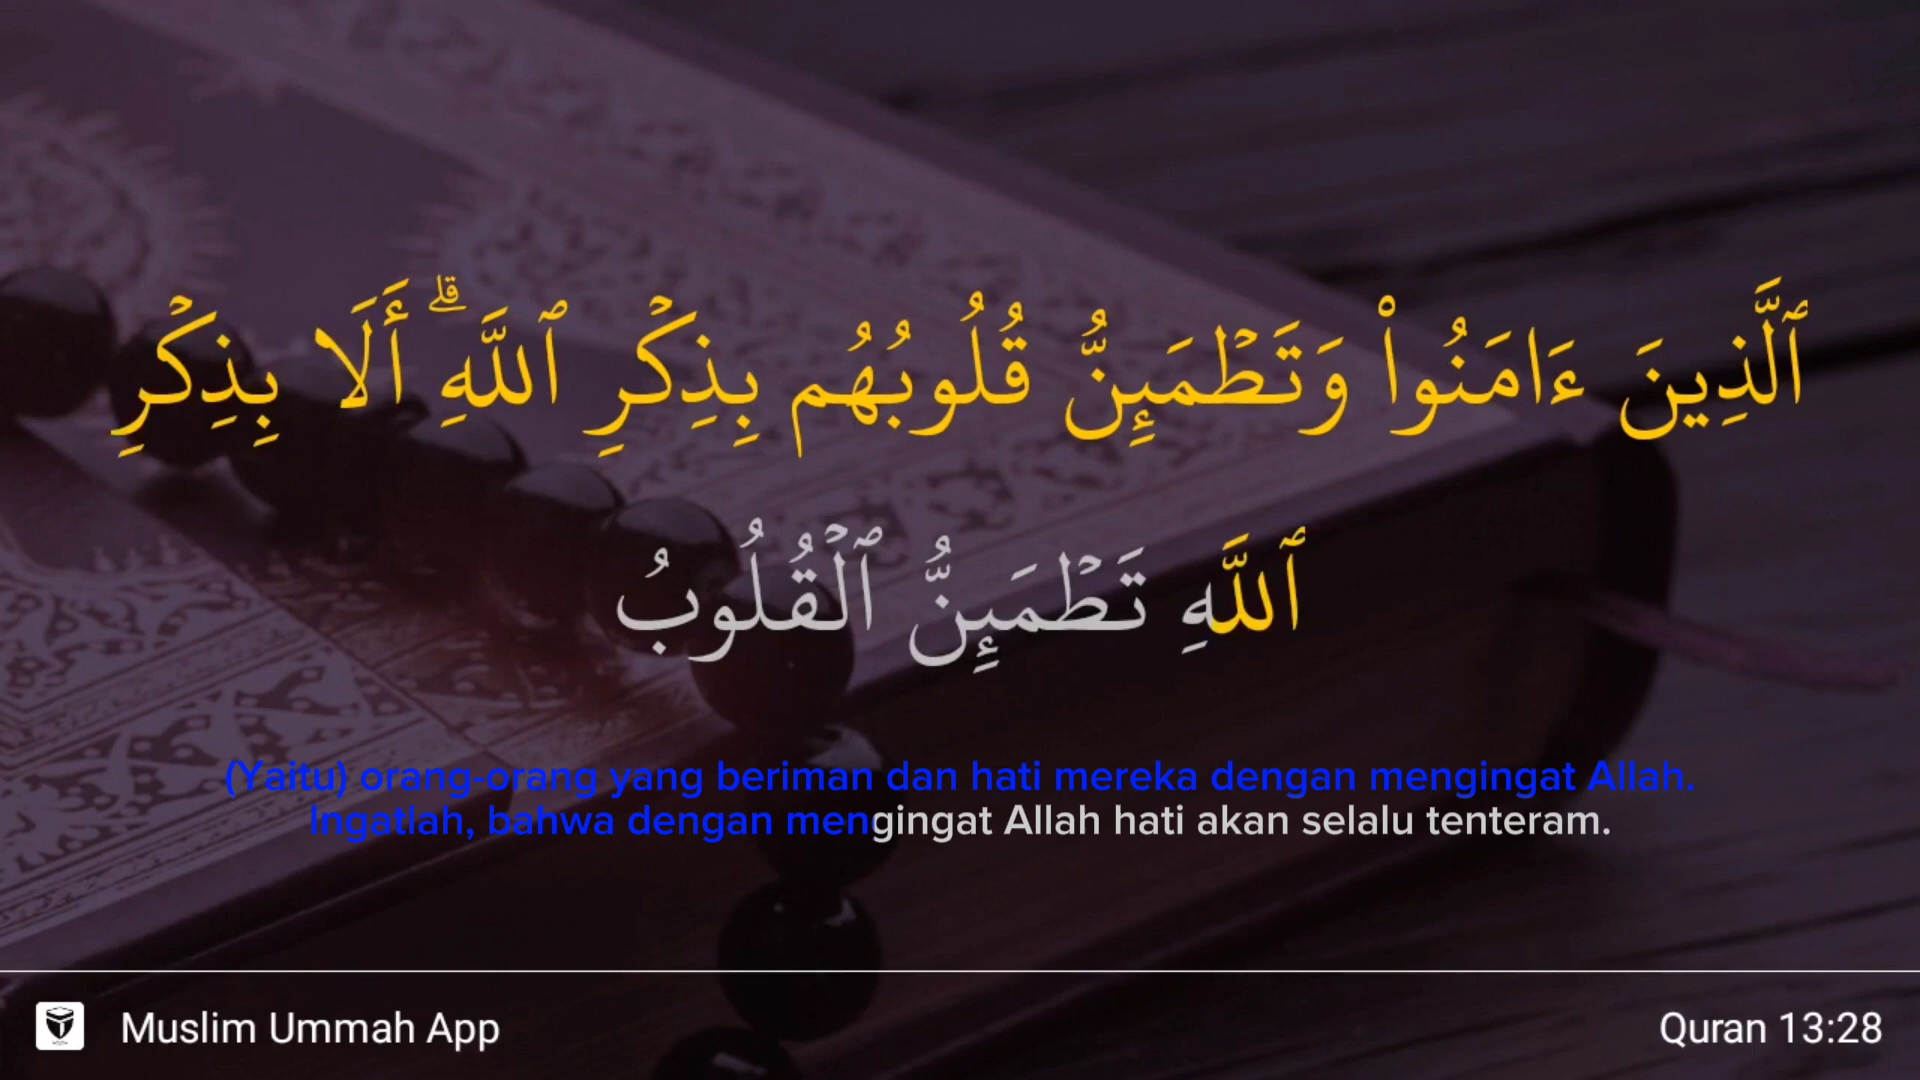 ٱلَّذِينَ ءَامَنُوا۟ وَتَطْمَئِنُّ قُلُوبُهُم بِذِكْرِ ٱللَّهِ ۗ أَلَا بِذِكْرِ
ٱللَّهِ تَطْمَئِنُّ ٱلْقُلُوبُ
(Yaitu) orang-orang yang beriman dan hati mereka dengan mengingat Allah.
Ingatlah, bahwa dengan mengingat Allah hati akan selalu tenteram.
Muslim Ummah App
Quran 13:28